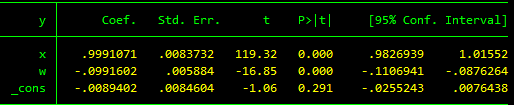 y Coef. Std. Err. t P>|t| [95% Conf. Interval]
x .9991071 .0083732 119.32 0.000 .9826939 1.01552
w -.0991602 .005884 -16.85 0.000 -.1106941 -.0876264
_cons -.0089402 .0084604 -1.06 0.291 -.0255243 .0076438